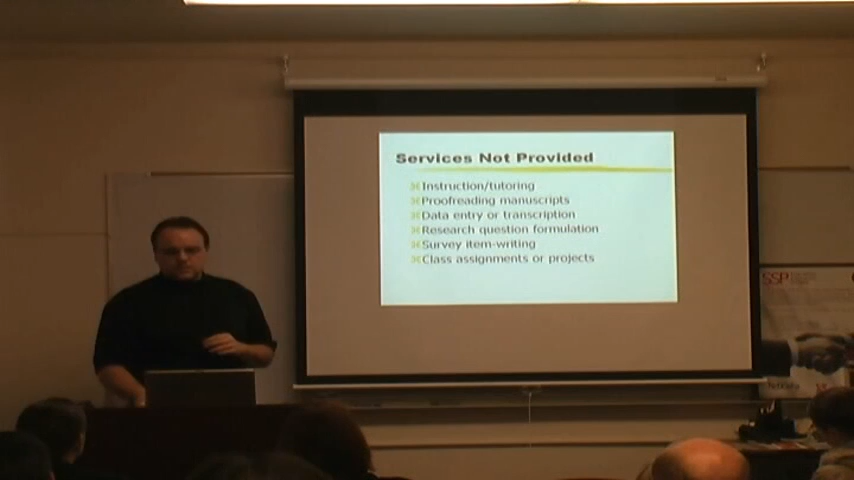 Services Not Provided
Instruction/tutoring
Proofreading manuscripts
Data entry or transcription
Research question formulation
Survey item-writing
Class assignments or projects
SSP